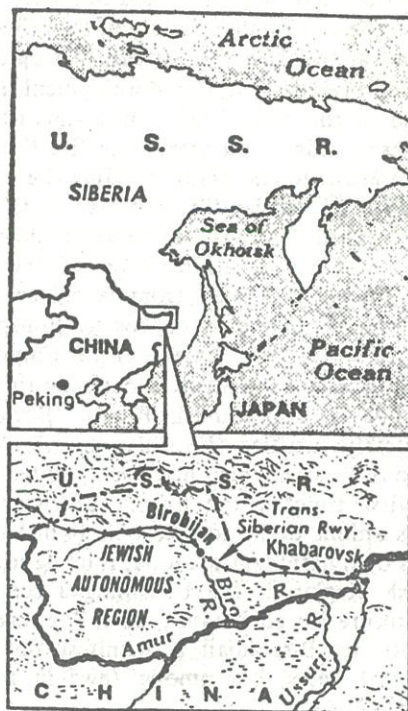 Arctic
Ocean
U. S. S. R.
SIBERIA
Sea of
Okhotsk
CHINA
Peking
JAPAN
Pacific
Ocean
U. S. S. R.
Birobijan
Trans-
Siberian Rwy.
Khabarovsk
JEWISH
AUTONOMOUS
REGION
Biro R.
Amur R.
Ussuri R.
CHINA